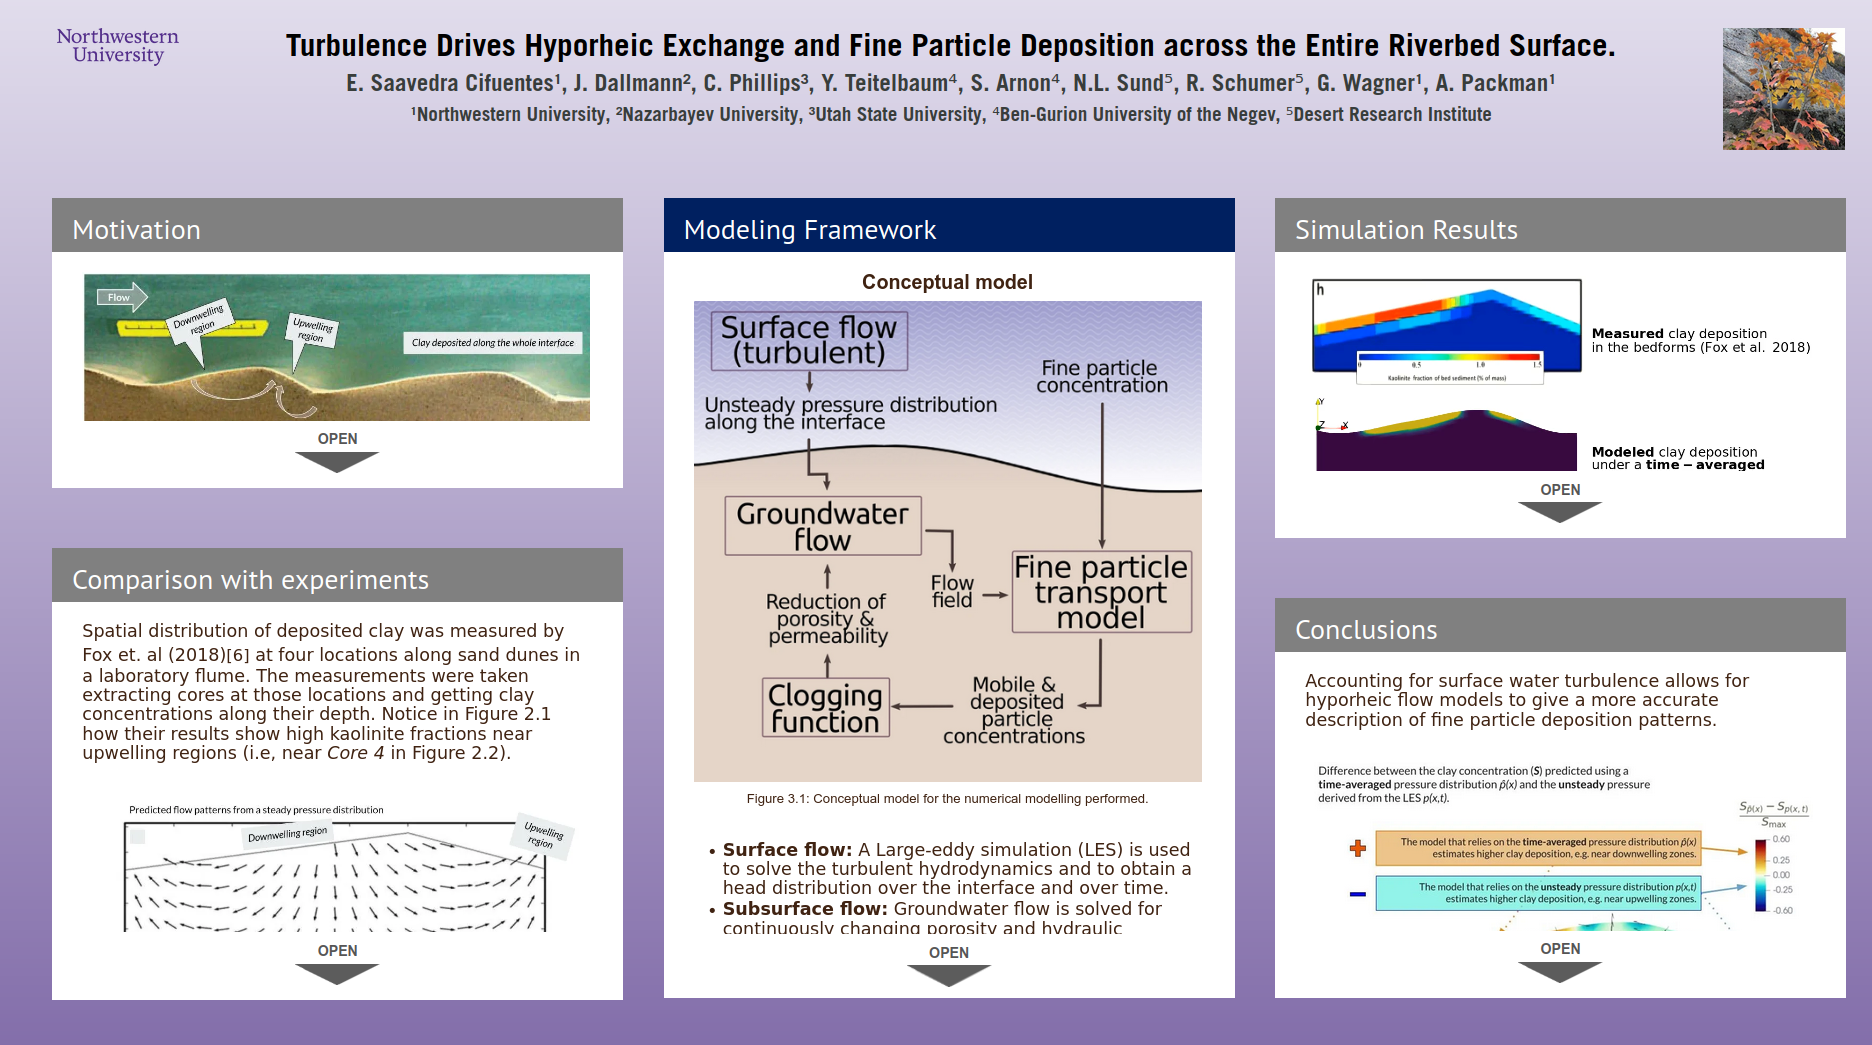 Northwestern
University
Turbulence Drives Hyporheic Exchange and Fine Particle Deposition across the Entire Riverbed Surface.
E. Saavedra Cifuentes¹, J. Dallmann², C. Phillips³, Y. Teitelbaum⁴, S. Arnon⁴, N.L. Sund⁵, R. Schumer⁵, G. Wagner¹, A. Packman¹
¹Northwestern University, ²Nazarbayev University, ³Utah State University, ⁴Ben-Gurion University of the Negev, ⁵Desert Research Institute
Motivation
Flow
Downwelling
region
Upwelling
region
Clay deposited along the whole interface
OPEN
Comparison with experiments
Spatial distribution of deposited clay was measured by
Fox et. al (2018)[6] at four locations along sand dunes in
a laboratory flume. The measurements were taken
extracting cores at those locations and getting clay
concentrations along their depth. Notice in Figure 2.1
how their results show high kaolinite fractions near
upwelling regions (i.e, near Core 4 in Figure 2.2).
Predicted flow patterns from a steady pressure distribution
Downwelling region
Upwelling
region
OPEN
Modeling Framework
Conceptual model
Surface flow
(turbulent)
Fine particle
concentration
Unsteady pressure distribution
along the interface
Groundwater
flow
Flow
field
Fine particle
transport
model
Reduction of
porosity &
permeability
Clogging
function
Mobile &
deposited
particle
concentrations
Figure 3.1: Conceptual model for the numerical modelling performed.
• Surface flow: A Large-eddy simulation (LES) is used
to solve the turbulent hydrodynamics and to obtain a
head distribution over the interface and over time.
• Subsurface flow: Groundwater flow is solved for
continuously changing porosity and hydraulic
OPEN
Simulation Results
h
0 0.5 1.0 1.5
Kaolinite fraction of bed sediment (% of mass)
Measured clay deposition
in the bedforms (Fox et al. 2018)
Y
Z X
Modeled clay deposition
under a time − averaged
OPEN
Conclusions
Accounting for surface water turbulence allows for
hyporheic flow models to give a more accurate
description of fine particle deposition patterns.
Difference between the clay concentration (S) predicted using a
time-averaged pressure distribution p̄(x) and the unsteady pressure
derived from the LES p(x,t).
S p̄(x) − S p(x, t)
S max
+
The model that relies on the time-averaged pressure distribution p̄(x)
estimates higher clay deposition, e.g. near downwelling zones.
−
The model that relies on the unsteady pressure distribution p(x,t)
estimates higher clay deposition, e.g. near upwelling zones.
0.60
0.25
0.00
-0.25
-0.60
OPEN